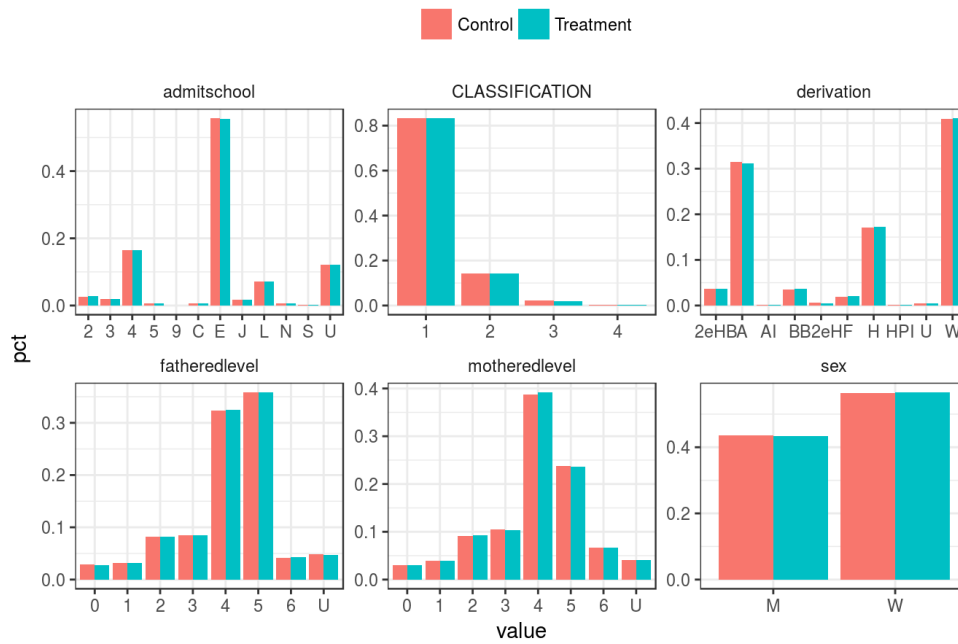 Control Treatment
admitschool CLASSIFICATION derivation
0.4
0.2
0.0
2 3 4 5 9 C E J L N S U
0.8
0.6
0.4
0.2
0.0
1 2 3 4
0.4
0.3
0.2
0.1
0.0
2eHBA AI BB2eHF H HPI U W
pct
fatheredlevel motheredlevel sex
0.3
0.2
0.1
0.0
0 1 2 3 4 5 6 U
0.4
0.3
0.2
0.1
0.0
0 1 2 3 4 5 6 U
0.4
0.2
0.0
M W
value